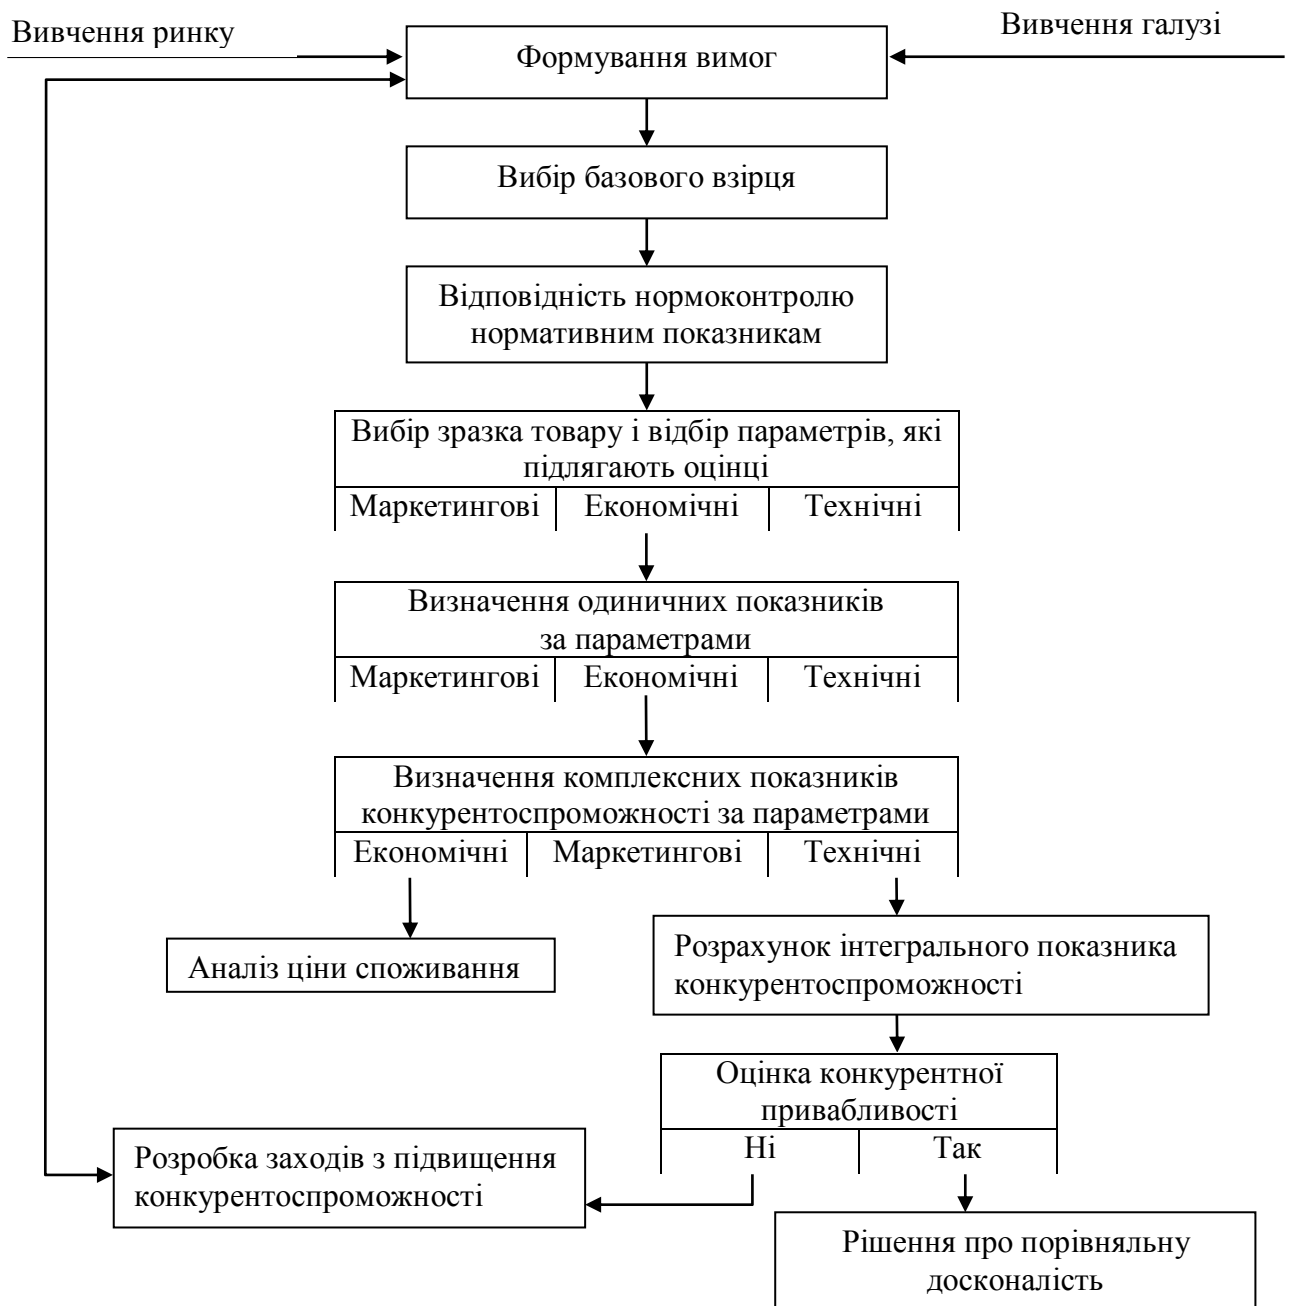 Вивчення ринку
Вивчення галузі
Формування вимог
Вибір базового взірця
Відповідність нормоконтролю
нормативним показникам
Вибір зразка товару і відбір параметрів, які
підлягають оцінці
Маркетингові Економічні Технічні
Визначення одиничних показників
за параметрами
Маркетингові Економічні Технічні
Визначення комплексних показників
конкурентоспроможності за параметрами
Економічні Маркетингові Технічні
Аналіз ціни споживання
Розрахунок інтегрального показника
конкурентоспроможності
Оцінка конкурентної
привабливості
Ні Так
Розробка заходів з підвищення
конкурентоспроможності
Рішення про порівняльну
досконалість